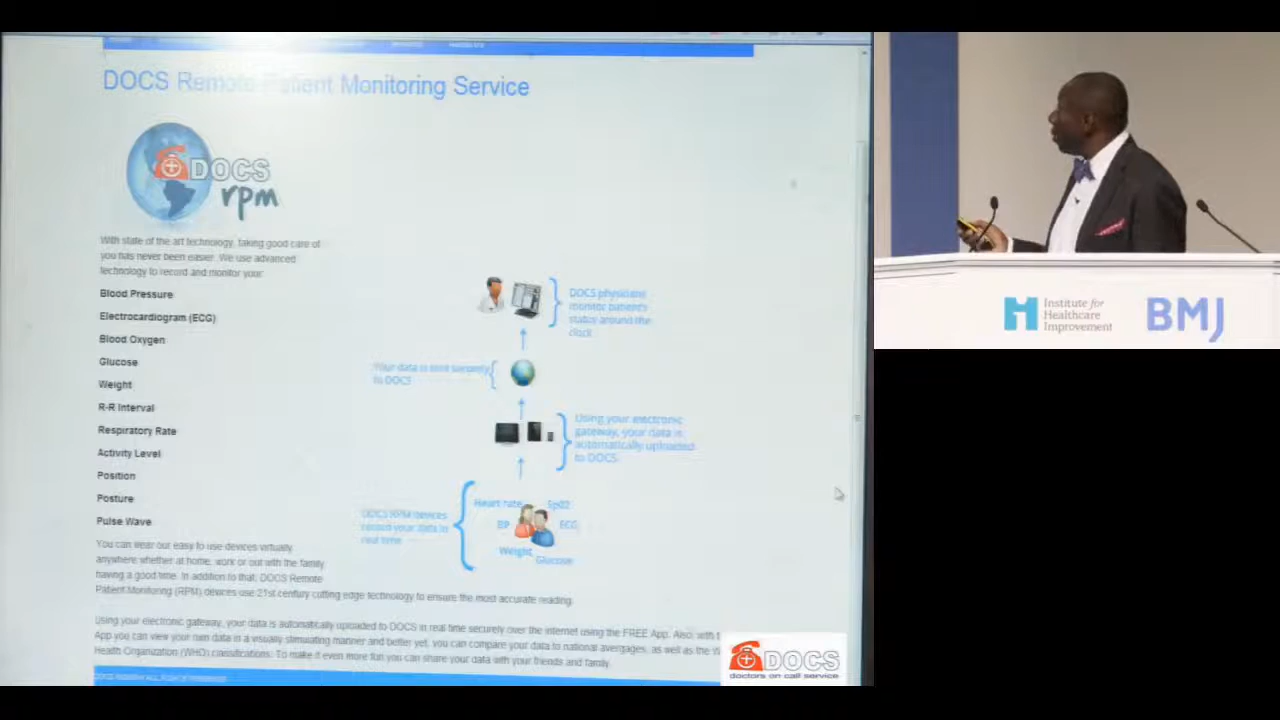 DOCS Remote Patient Monitoring Service
DOCS
rpm
With state of the art technology, taking good care of
you has never been easier. We use advanced
technology to record and monitor your:
Blood Pressure
Electrocardiogram (ECG)
Blood Oxygen
Glucose
Weight
R-R Interval
Respiratory Rate
Activity Level
Position
Posture
Pulse Wave
You can wear our easy to use devices virtually
anywhere whether at home, work or out with the family
having a good time. In addition to that, DOCS Remote
Patient Monitoring (RPM) devices use 21st century cutting edge technology to ensure the most accurate reading.
Using your electronic gateway, your data is automatically uploaded to DOCS in real time securely over the internet using the FREE App. Also, with t
App you can view your own data in a visually stimulating manner and better yet, you can compare your data to national avergages, as well as the W
Health Organization (WHO) classifications. To make it even more fun you can share your data with your friends and family.
DOCS physicians
monitor patient's
status around the
clock
Your data is sent securely
to DOCS
Using your electronic
gateway, your data is
automatically uploaded
to DOCS
DOCS RPM devices
record your data in
real time
Heart rate
Sp02
BP
ECG
Weight
Glucose
DOCS
doctors on call service
Institute for
Healthcare
Improvement
BMJ